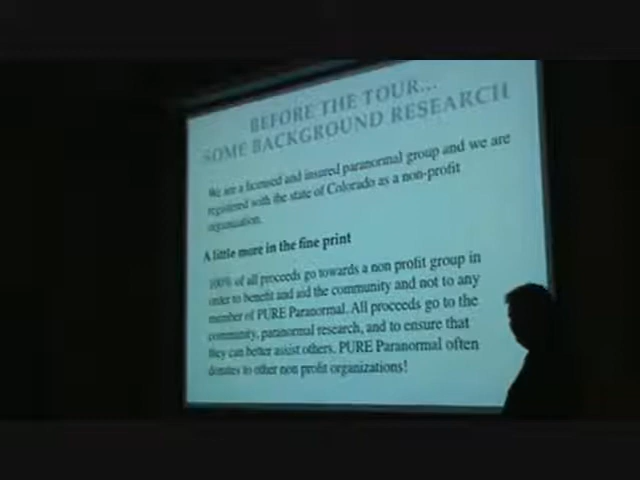 BEFORE THE TOUR...
SOME BACKGROUND RESEARCH
We are a licensed and insured paranormal group and we are
registered with the state of Colorado as a non-profit
organization.
A little more in the fine print
100% of all proceeds go towards a non profit group in
order to benefit and aid the community and not to any
member of PURE Paranormal. All proceeds go to the
community, paranormal research, and to ensure that
they can better assist others. PURE Paranormal often
donates to other non profit organizations!